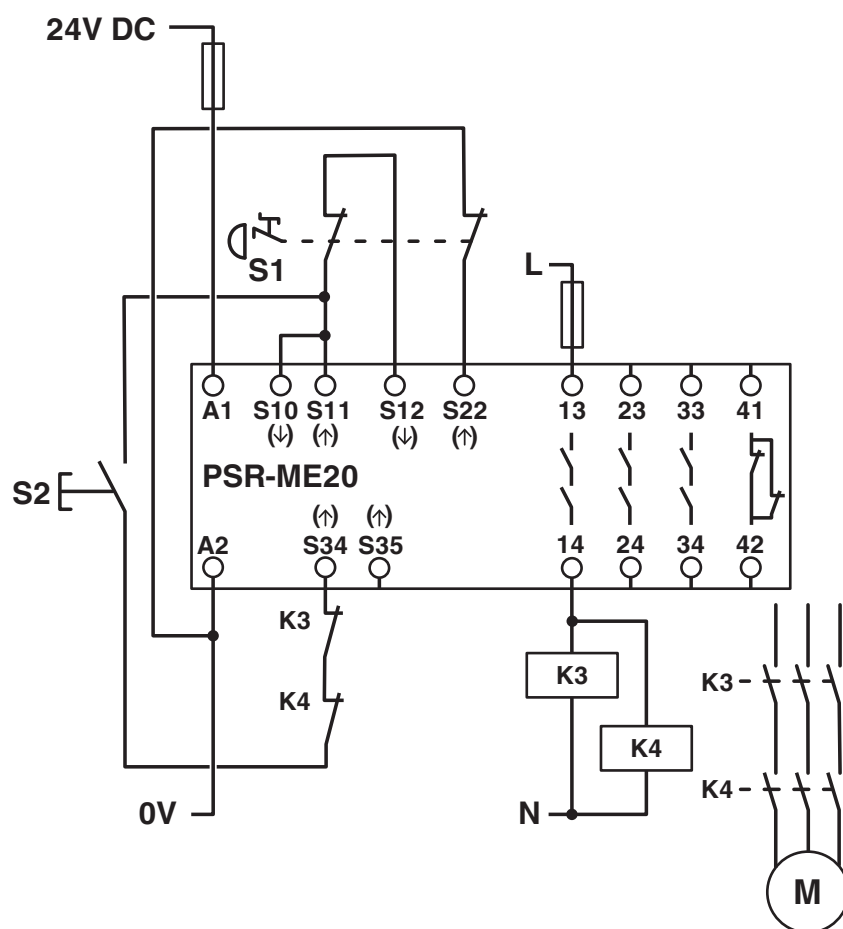 24V DC
S1
L
A1 S10 S11 S12 S22 13 23 33 41
(↓) (↑) (↓) (↑)
PSR-ME20
S2
(↑) (↑)
A2 S34 S35 14 24 34 42
K3
K4
K3
K4
K3
K4
0V
N
M